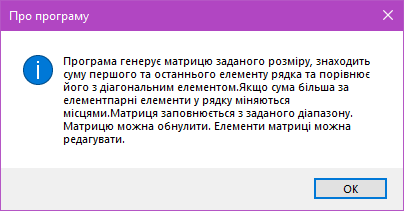 Про програму
Програма генерує матрицю заданого розміру, знаходить
суму першого та останнього елементу рядка та порівнює
його з діагональним елементом.Якщо сума більша за
елементпарні елементи у рядку міняються
місцями.Матриця заповнюється з заданого діапазону.
Матрицю можна обнулити. Елементи матриці можна
редагувати.
OK